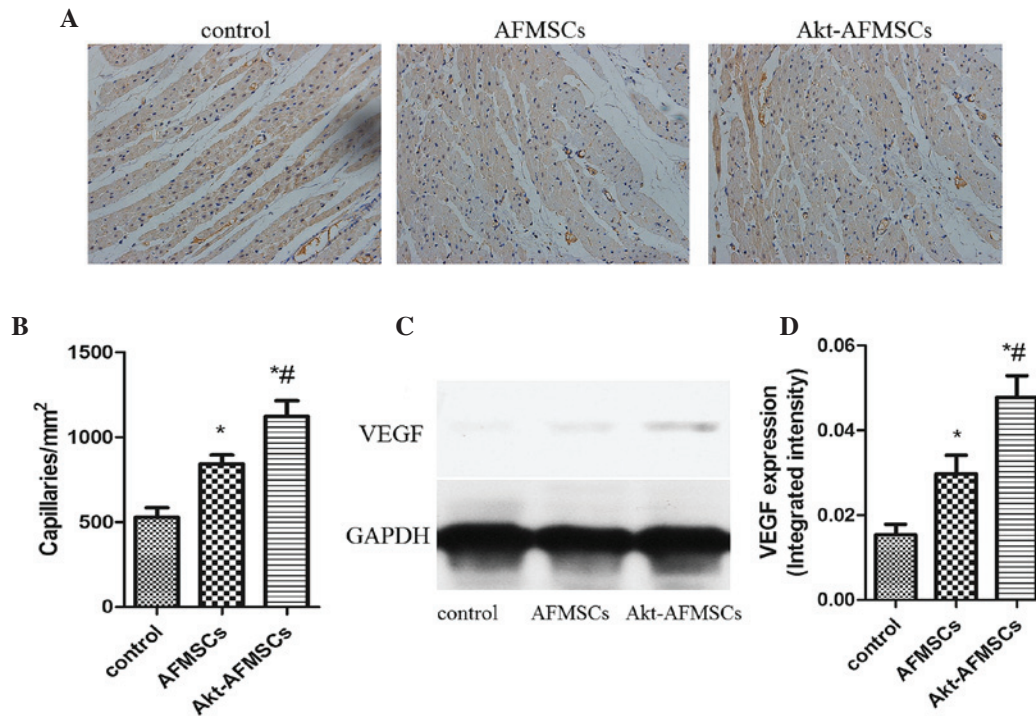 A
control
AFMSCs
Akt-AFMSCs
B
Capillaries/mm²
1500
1000
500
0
*
*#
control
AFMSCs
Akt-AFMSCs
C
VEGF
GAPDH
control
AFMSCs
Akt-AFMSCs
D
VEGF expression
(Integrated intensity)
0.06
0.04
0.02
0.00
*
*#
control
AFMSCs
Akt-AFMSCs